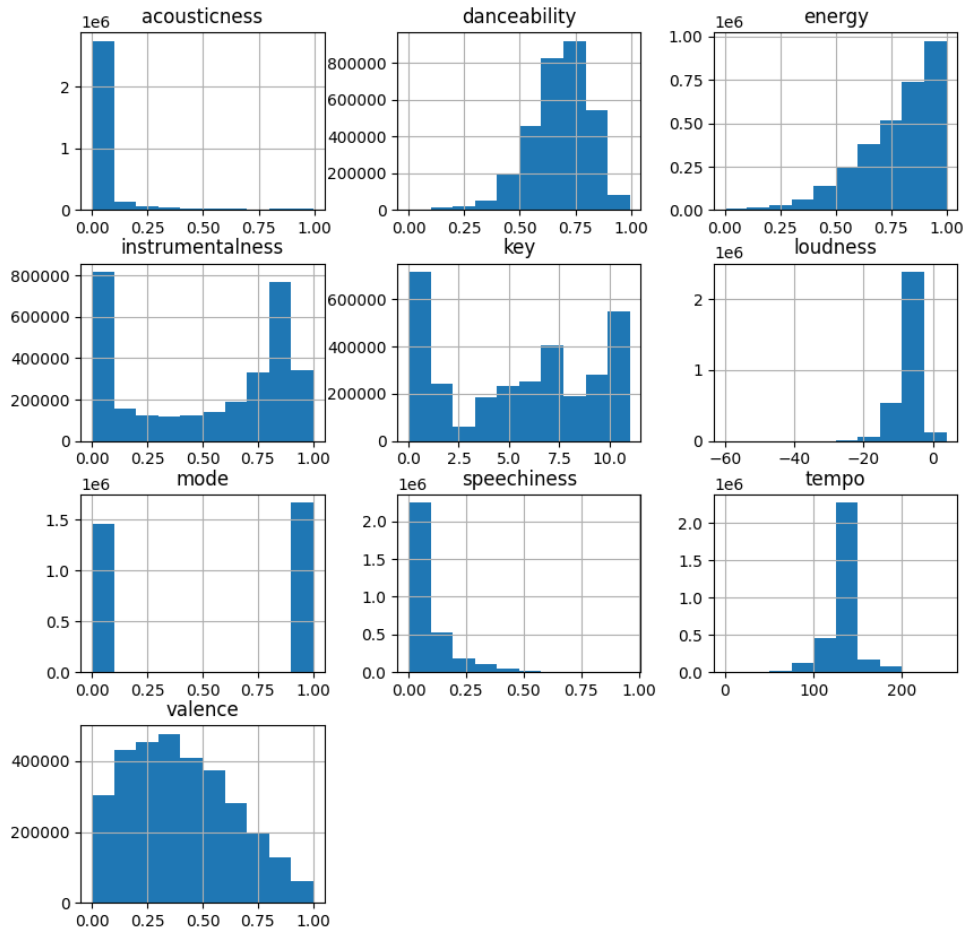 acousticness
1e6
2
1
0
0.00 0.25 0.50 0.75 1.00
danceability
800000
600000
400000
200000
0
0.00 0.25 0.50 0.75 1.00
energy
1e6
1.00
0.75
0.50
0.25
0.00
0.00 0.25 0.50 0.75 1.00
instrumentalness
800000
600000
400000
200000
0
0.00 0.25 0.50 0.75 1.00
key
600000
400000
200000
0
0.0 2.5 5.0 7.5 10.0
loudness
1e6
2
1
0
−60 −40 −20 0
mode
1e6
1.5
1.0
0.5
0.0
0.00 0.25 0.50 0.75 1.00
speechiness
1e6
2.0
1.5
1.0
0.5
0.0
0.00 0.25 0.50 0.75 1.00
tempo
1e6
2.0
1.5
1.0
0.5
0.0
0 100 200
valence
400000
200000
0
0.00 0.25 0.50 0.75 1.00